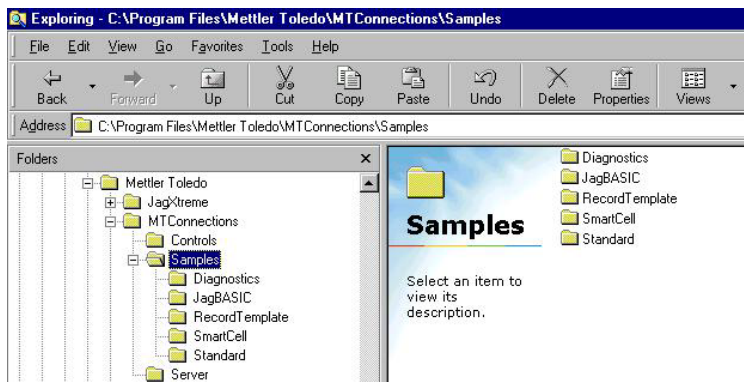 Exploring - C:\Program Files\Mettler Toledo\MTConnections\Samples
File Edit View Go Favorites Tools Help
Back Forward Up Cut Copy Paste Undo Delete Properties Views
Address C:\Program Files\Mettler Toledo\MTConnections\Samples
Folders
Mettler Toledo
JagXtreme
MTConnections
Controls
Samples
Diagnostics
JagBASIC
RecordTemplate
SmartCell
Standard
Server
Samples
Select an item to
view its
description.
Diagnostics
JagBASIC
RecordTemplate
SmartCell
Standard